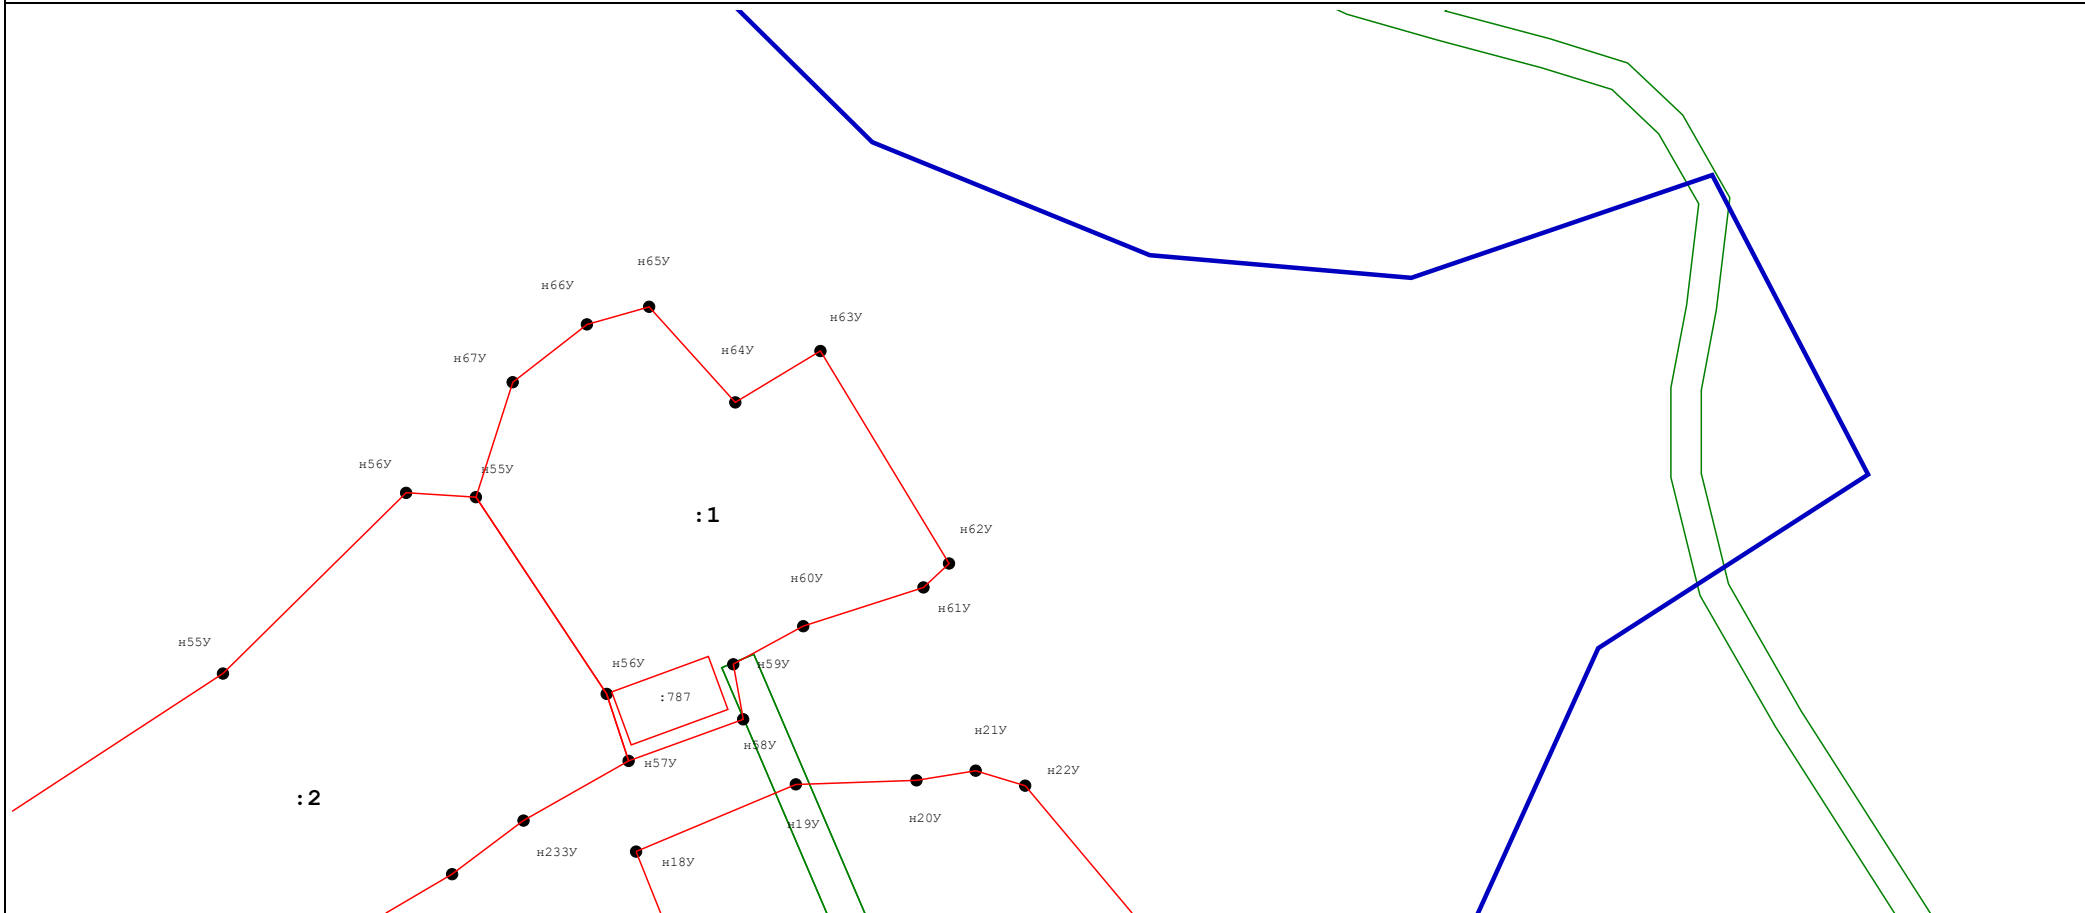 н65У
н66У
н63У
н64У
н67У
н56У
н55У
:1
н62У
н60У
н61У
н55У
н56У
н59У
:787
н21У
н58У
н57У
н22У
:2
н20У
н19У
н233У
н18У